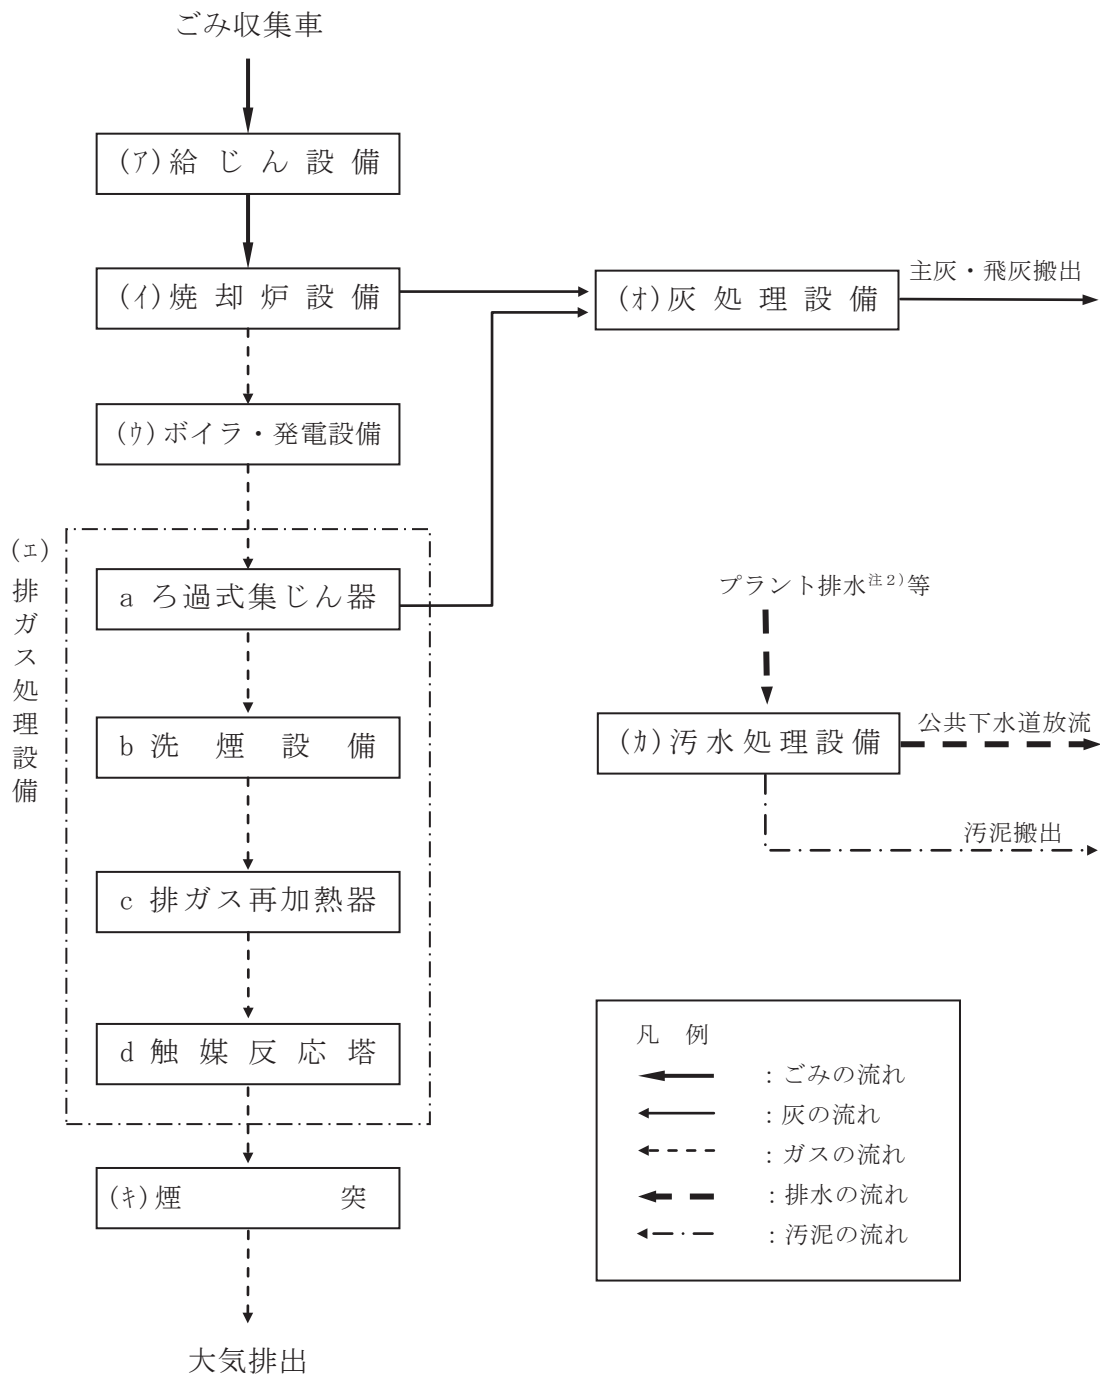 ごみ収集車
(ア)給じん設備
(イ)焼却炉設備
主灰・飛灰搬出
(オ)灰処理設備
(ウ)ボイラ・発電設備
(エ)排ガス処理設備
a ろ過式集じん器
プラント排水注2)等
b 洗煙設備
(カ)汚水処理設備
公共下水道放流
汚泥搬出
c 排ガス再加熱器
d 触媒反応塔
(キ)煙突
大気排出
凡例
：ごみの流れ
：灰の流れ
：ガスの流れ
：排水の流れ
：汚泥の流れ